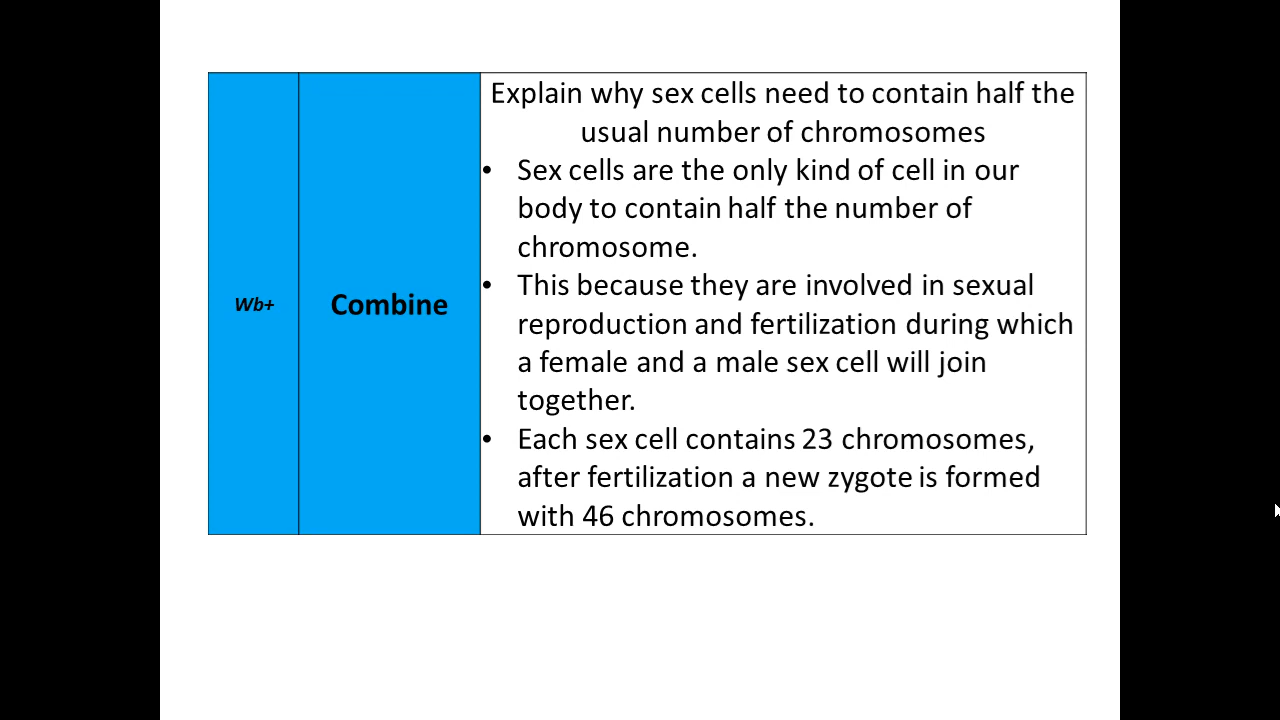 Wb+
Combine
Explain why sex cells need to contain half the
usual number of chromosomes
• Sex cells are the only kind of cell in our
body to contain half the number of
chromosome.
• This because they are involved in sexual
reproduction and fertilization during which
a female and a male sex cell will join
together.
• Each sex cell contains 23 chromosomes,
after fertilization a new zygote is formed
with 46 chromosomes.